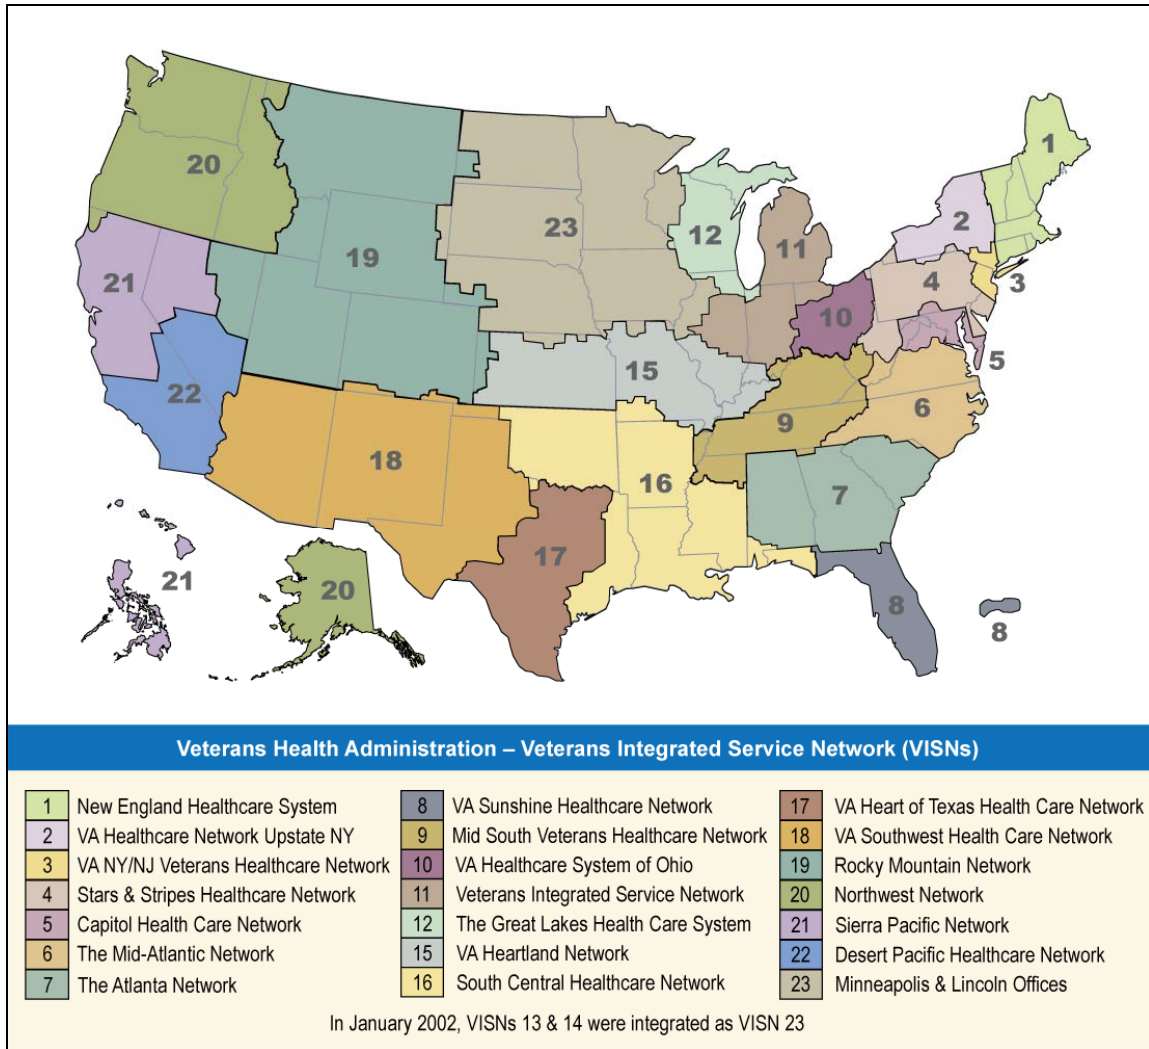 1
20
2
23
12
11
19
21
4
3
10
5
15
22
9
6
18
16
7
17
21
20
8
8
Veterans Health Administration – Veterans Integrated Service Network (VISNs)
1 New England Healthcare System
2 VA Healthcare Network Upstate NY
3 VA NY/NJ Veterans Healthcare Network
4 Stars & Stripes Healthcare Network
5 Capitol Health Care Network
6 The Mid-Atlantic Network
7 The Atlanta Network
8 VA Sunshine Healthcare Network
9 Mid South Veterans Healthcare Network
10 VA Healthcare System of Ohio
11 Veterans Integrated Service Network
12 The Great Lakes Health Care System
15 VA Heartland Network
16 South Central Healthcare Network
17 VA Heart of Texas Health Care Network
18 VA Southwest Health Care Network
19 Rocky Mountain Network
20 Northwest Network
21 Sierra Pacific Network
22 Desert Pacific Healthcare Network
23 Minneapolis & Lincoln Offices
In January 2002, VISNs 13 & 14 were integrated as VISN 23